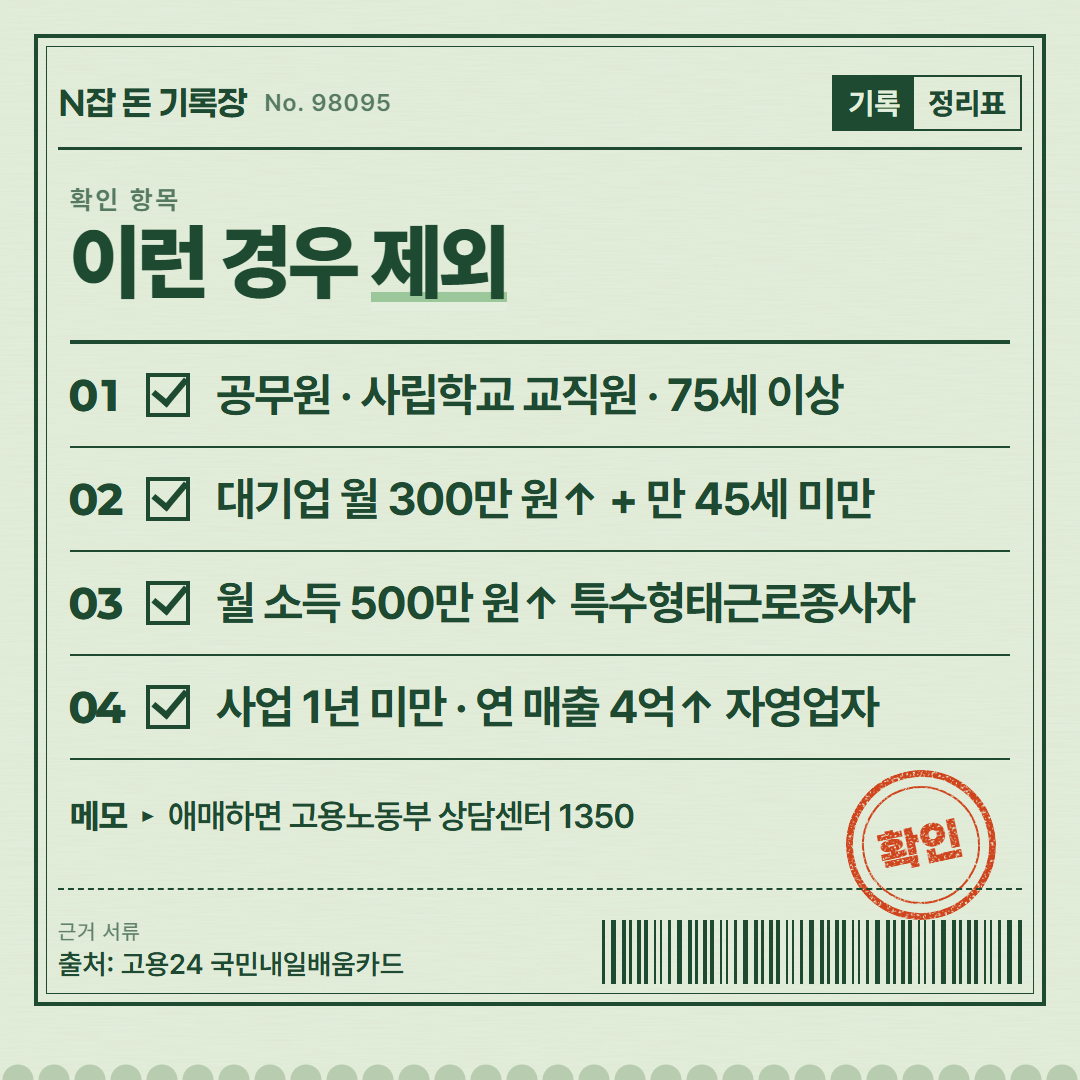 N잡 돈 기록장 No. 98095
기록 정리표
확인 항목
이런 경우 제외
01 공무원 · 사립학교 교직원 · 75세 이상
02 대기업 월 300만 원↑ + 만 45세 미만
03 월 소득 500만 원↑ 특수형태근로종사자
04 사업 1년 미만 · 연 매출 4억↑ 자영업자
메모 ▸ 애매하면 고용노동부 상담센터 1350
확인
근거 서류
출처: 고용24 국민내일배움카드